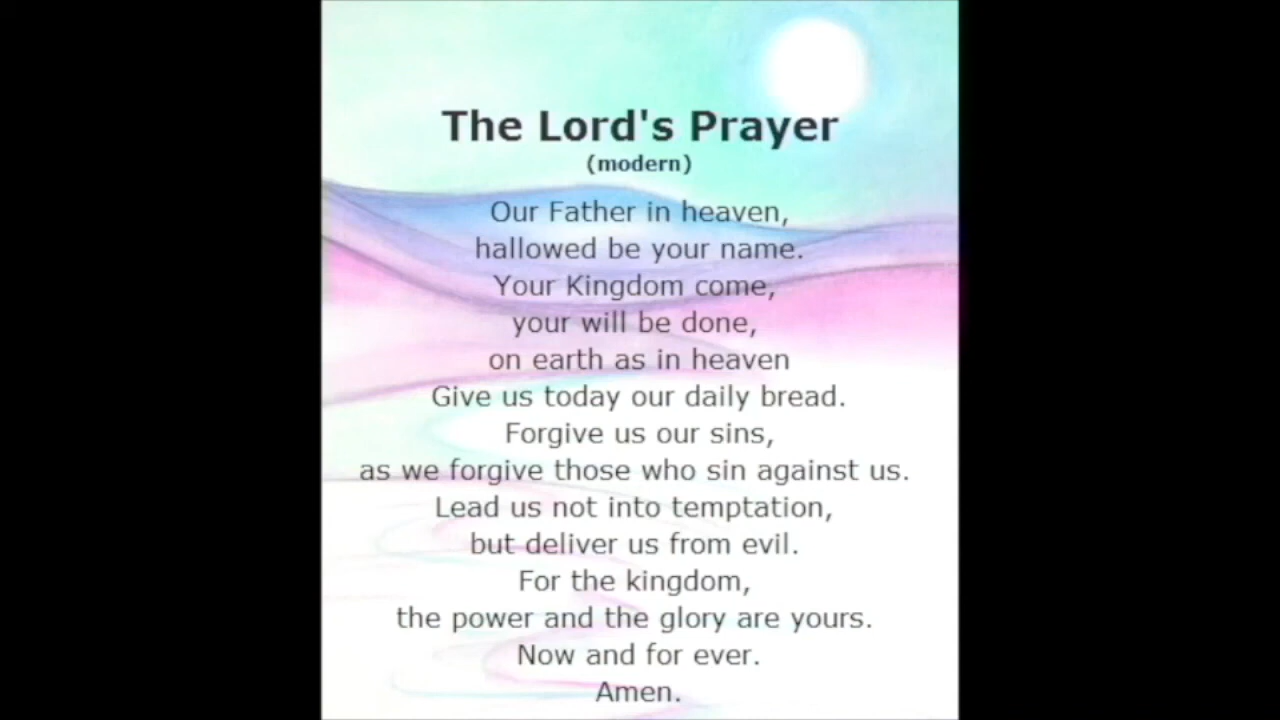 The Lord's Prayer
(modern)
Our Father in heaven,
hallowed be your name.
Your Kingdom come,
your will be done,
on earth as in heaven
Give us today our daily bread.
Forgive us our sins,
as we forgive those who sin against us.
Lead us not into temptation,
but deliver us from evil.
For the kingdom,
the power and the glory are yours.
Now and for ever.
Amen.